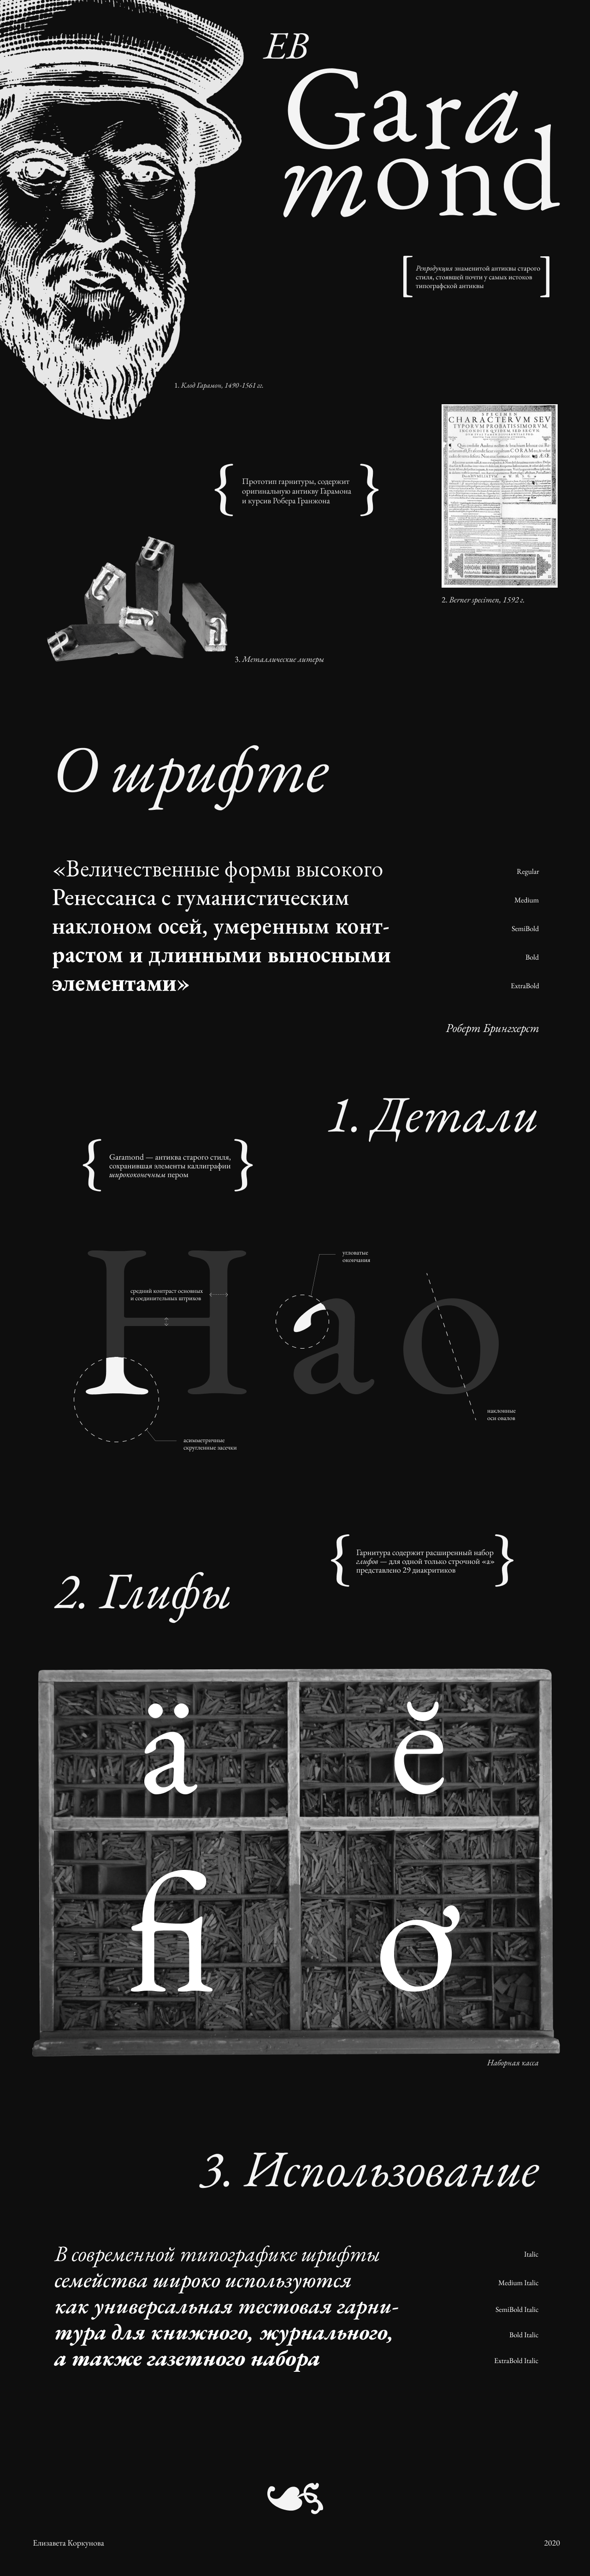 EB
Gara
mond
Репродукция знаменитой антиквы старого
стиля, стоявшей почти у самых истоков
типографской антиквы
1. Клод Гарамон, 1490-1561 гг.
SPECIMEN
CHARACTERVM SEV
TYPORVM PROBATISSIMORVM,
Прототип гарнитуры, содержит
оригинальную антикву Гарамона
и курсив Робера Гранжона
2. Berner specimen, 1592 г.
3. Металлические литеры
О шрифте
«Величественные формы высокого
Regular
Ренессанса с гуманистическим
Medium
наклоном осей, умеренным конт-
SemiBold
растом и длинными выносными
Bold
элементами»
ExtraBold
Роберт Брингхерст
1. Детали
Garamond — антиква старого стиля,
сохранившая элементы каллиграфии
ширококонечным пером
Н а о
угловатые
окончания
средний контраст основных
и соединительных штрихов
наклонные
оси овалов
асимметричные
скругленные засечки
Гарнитура содержит расширенный набор
глифов — для одной только строчной «а»
представлено 29 диакритиков
2. Глифы
ä ĕ
fi ơ
Наборная касса
3. Использование
В современной типографике шрифты
Italic
семейства широко используются
Medium Italic
как универсальная тестовая гарни-
SemiBold Italic
тура для книжного, журнального,
Bold Italic
а также газетного набора
ExtraBold Italic
Елизавета Коркунова
2020